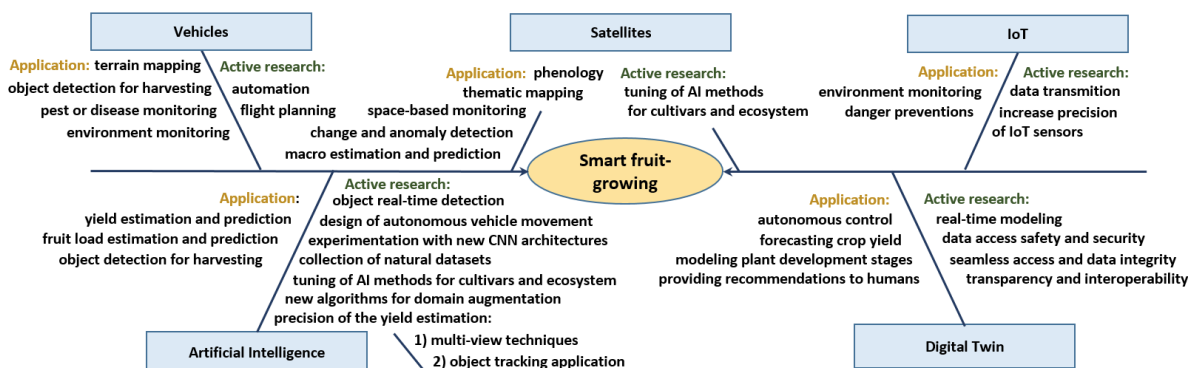 Vehicles
Application: terrain mapping
object detection for harvesting
pest or disease monitoring
environment monitoring
Active research:
automation
flight planning
Satellites
Application: phenology
thematic mapping
space-based monitoring
change and anomaly detection
macro estimation and prediction
Active research:
tuning of AI methods
for cultivars and ecosystem
IoT
Application:
environment monitoring
danger preventions
Active research:
data transmition
increase precision
of IoT sensors
Smart fruit-
growing
Application:
yield estimation and prediction
fruit load estimation and prediction
object detection for harvesting
Active research:
object real-time detection
design of autonomous vehicle movement
experimentation with new CNN architectures
collection of natural datasets
tuning of AI methods for cultivars and ecosystem
new algorithms for domain augmentation
precision of the yield estimation:
1) multi-view techniques
2) object tracking application
Artificial Intelligence
Application:
autonomous control
forecasting crop yield
modeling plant development stages
providing recommendations to humans
Active research:
real-time modeling
data access safety and security
seamless access and data integrity
transparency and interoperability
Digital Twin